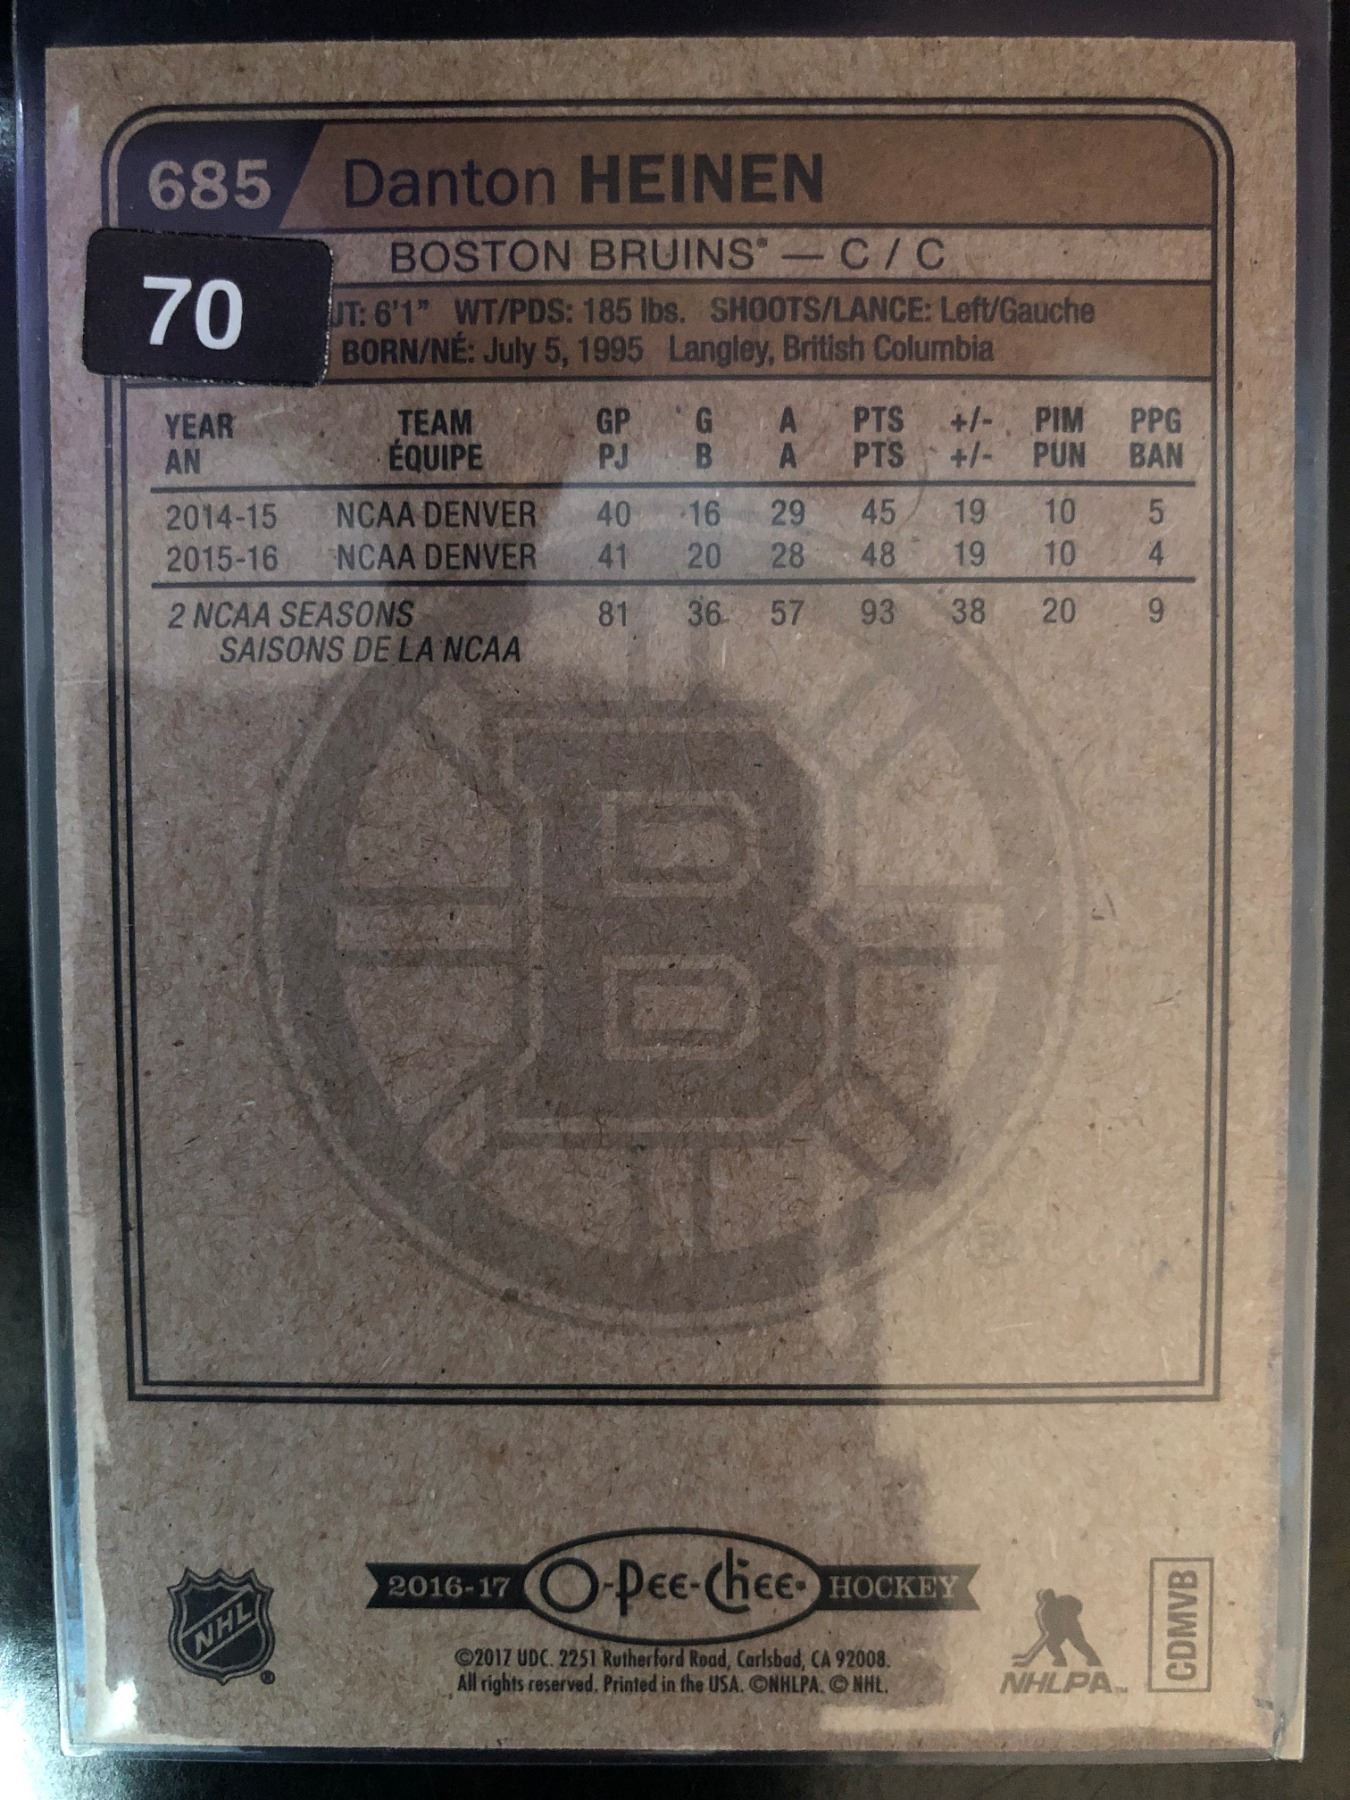 685 Danton HEINEN
BOSTON BRUINS® — C / C
70
UT: 6'1" WT/PDS: 185 lbs. SHOOTS/LANCE: Left/Gauche
BORN/NÉ: July 5, 1995 Langley, British Columbia
YEAR TEAM GP G A PTS +/- PIM PPG
AN ÉQUIPE PJ B A PTS +/- PUN BAN
2014-15 NCAA DENVER 40 16 29 45 19 10 5
2015-16 NCAA DENVER 41 20 28 48 19 10 4
2 NCAA SEASONS 81 36 57 93 38 20 9
SAISONS DE LA NCAA
B
NHL®
2016-17 O-Pee-Chee HOCKEY
©2017 UDC. 2251 Rutherford Road, Carlsbad, CA 92008.
All rights reserved. Printed in the USA. ©NHLPA. © NHL.
NHLPA™
CDMVB